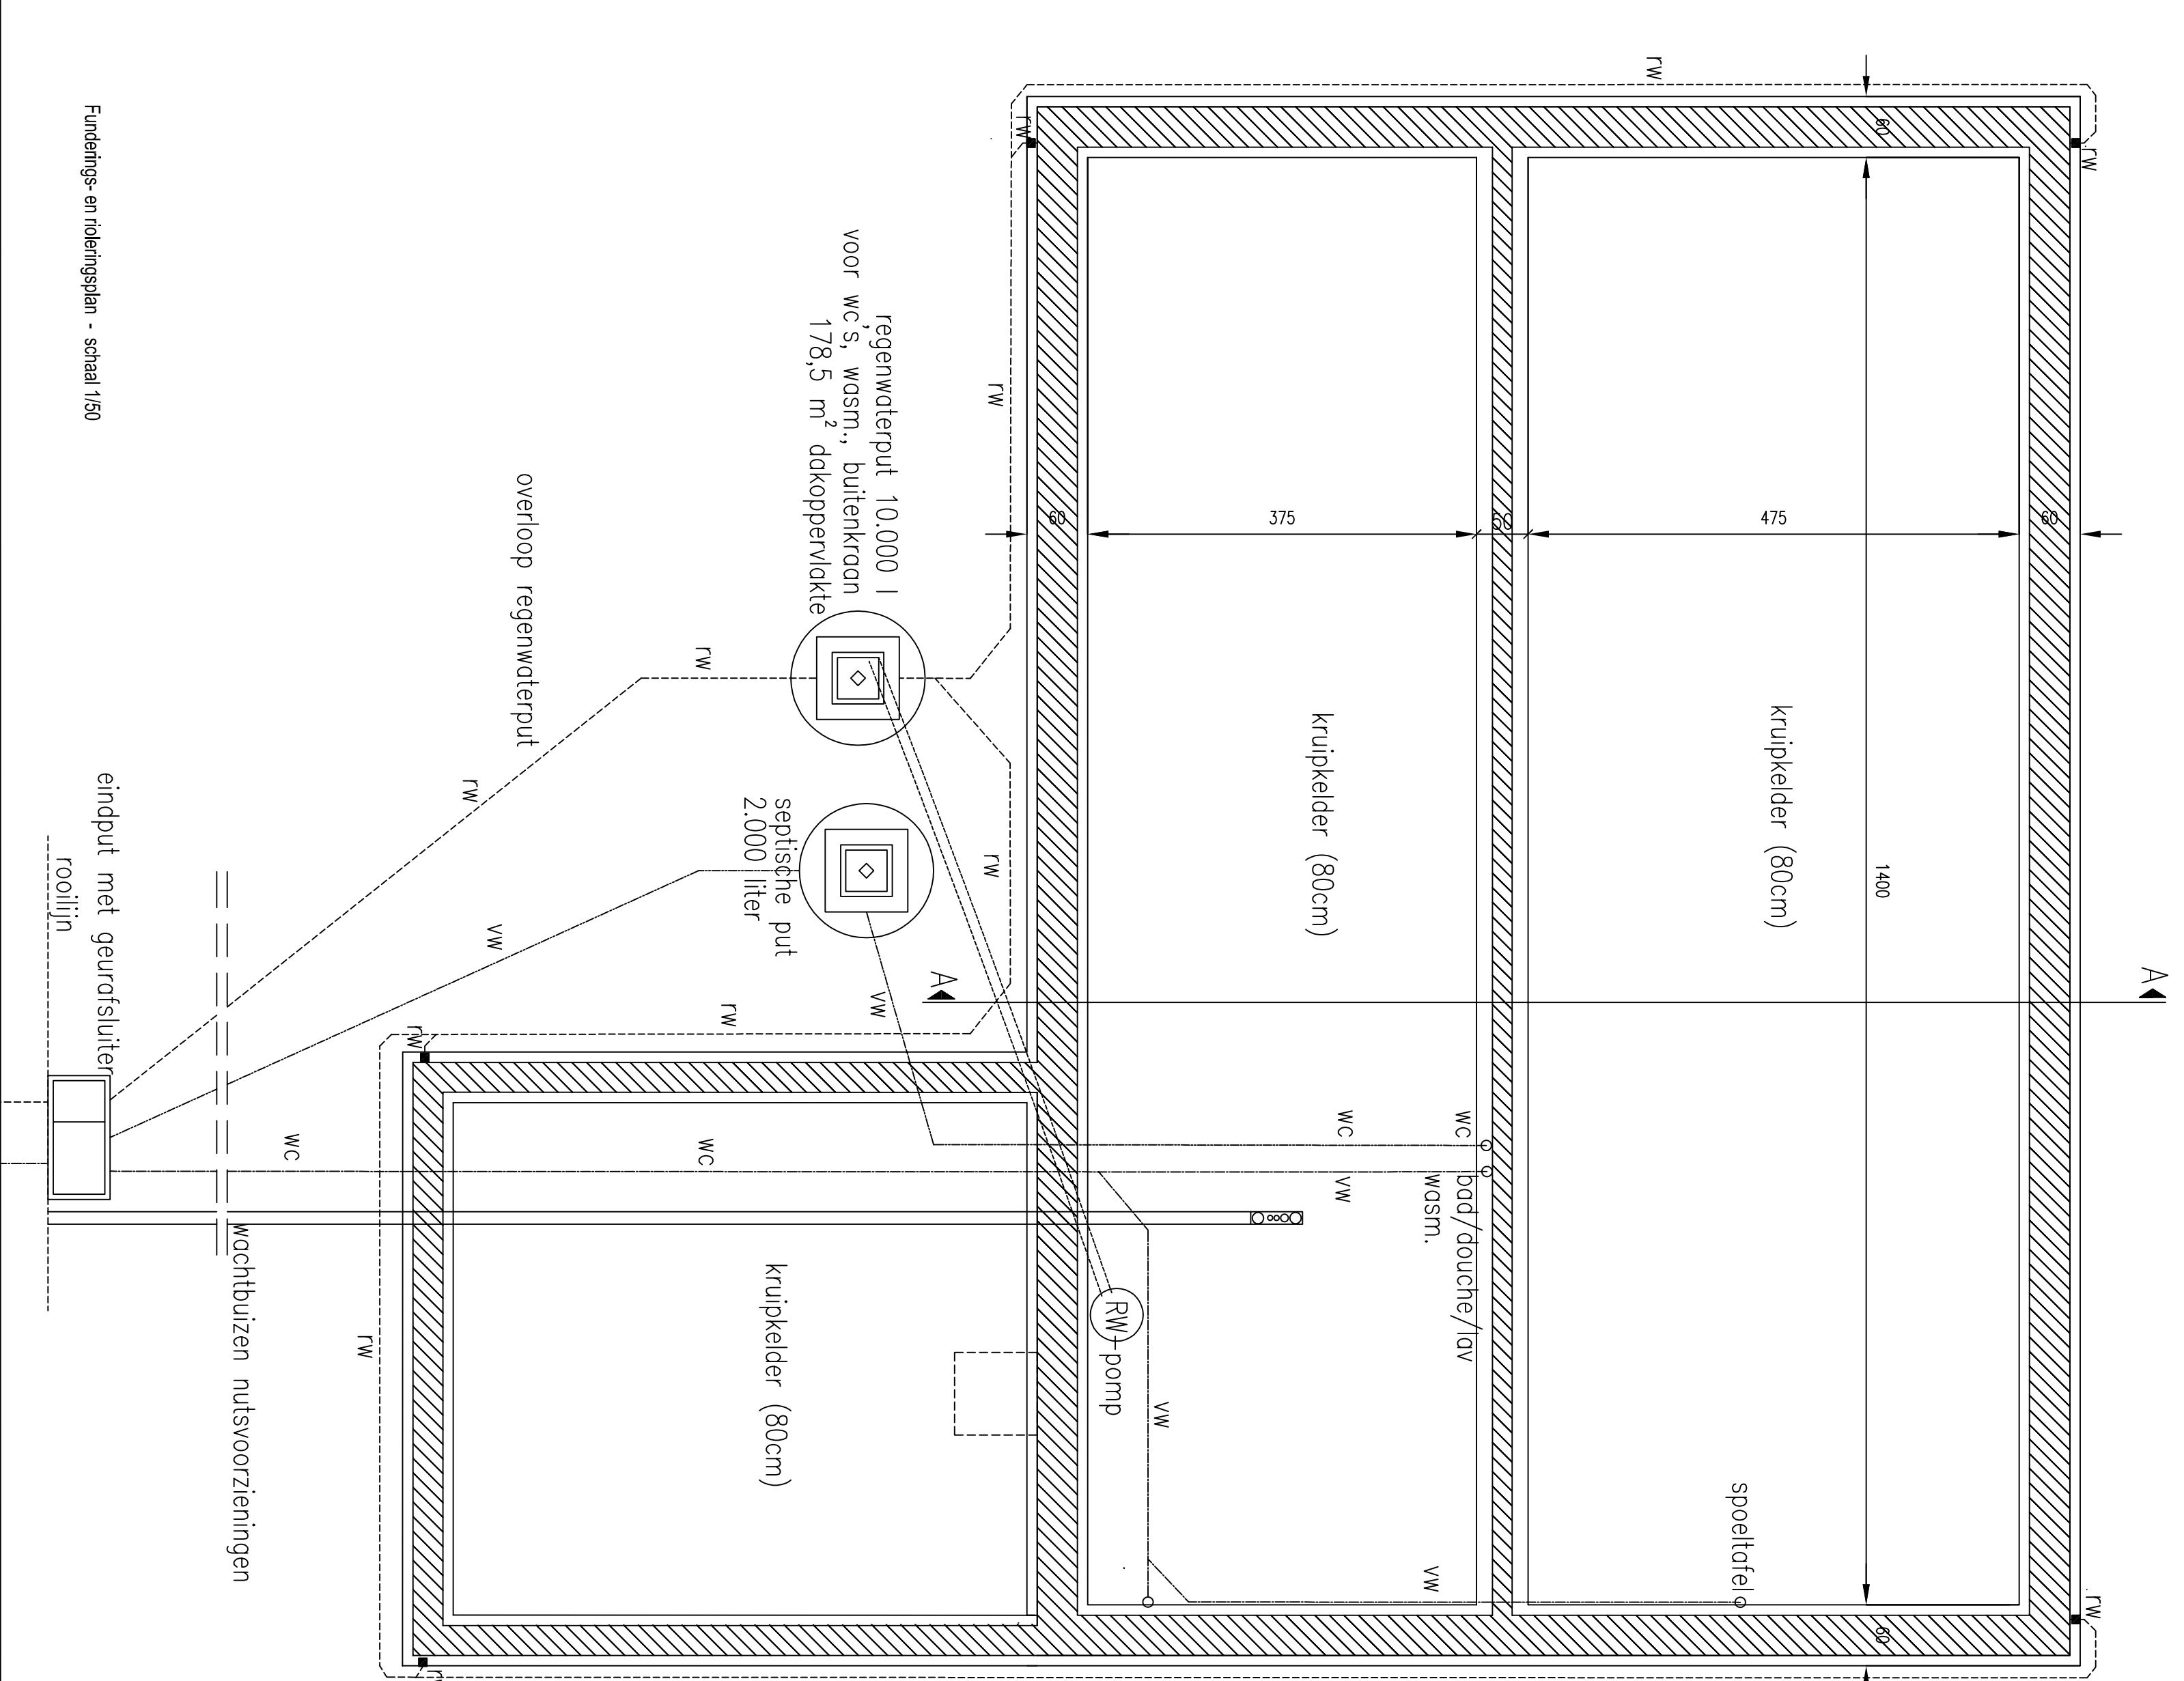 A
A
rw
rw
rw
rw
60
1400
60
60
475
50
375
60
kruipkelder (80cm)
kruipkelder (80cm)
spoeltafel
wc
wc
bad/douche/lav
wasm.
vw
vw
vw
RW-pomp
rw
rw
rw
regenwaterput 10.000 l
voor wc's, wasm., buitenkraan
178,5 m² dakoppervlakte
septische put
2.000 liter
vw
rw
rw
wc
kruipkelder (80cm)
overloop regenwaterput
rw
vw
rw
rw
wc
wachtbuizen nutsvoorzieningen
eindput met geurafsluiter
rooilijn
Funderings- en rioleringsplan - schaal 1/50